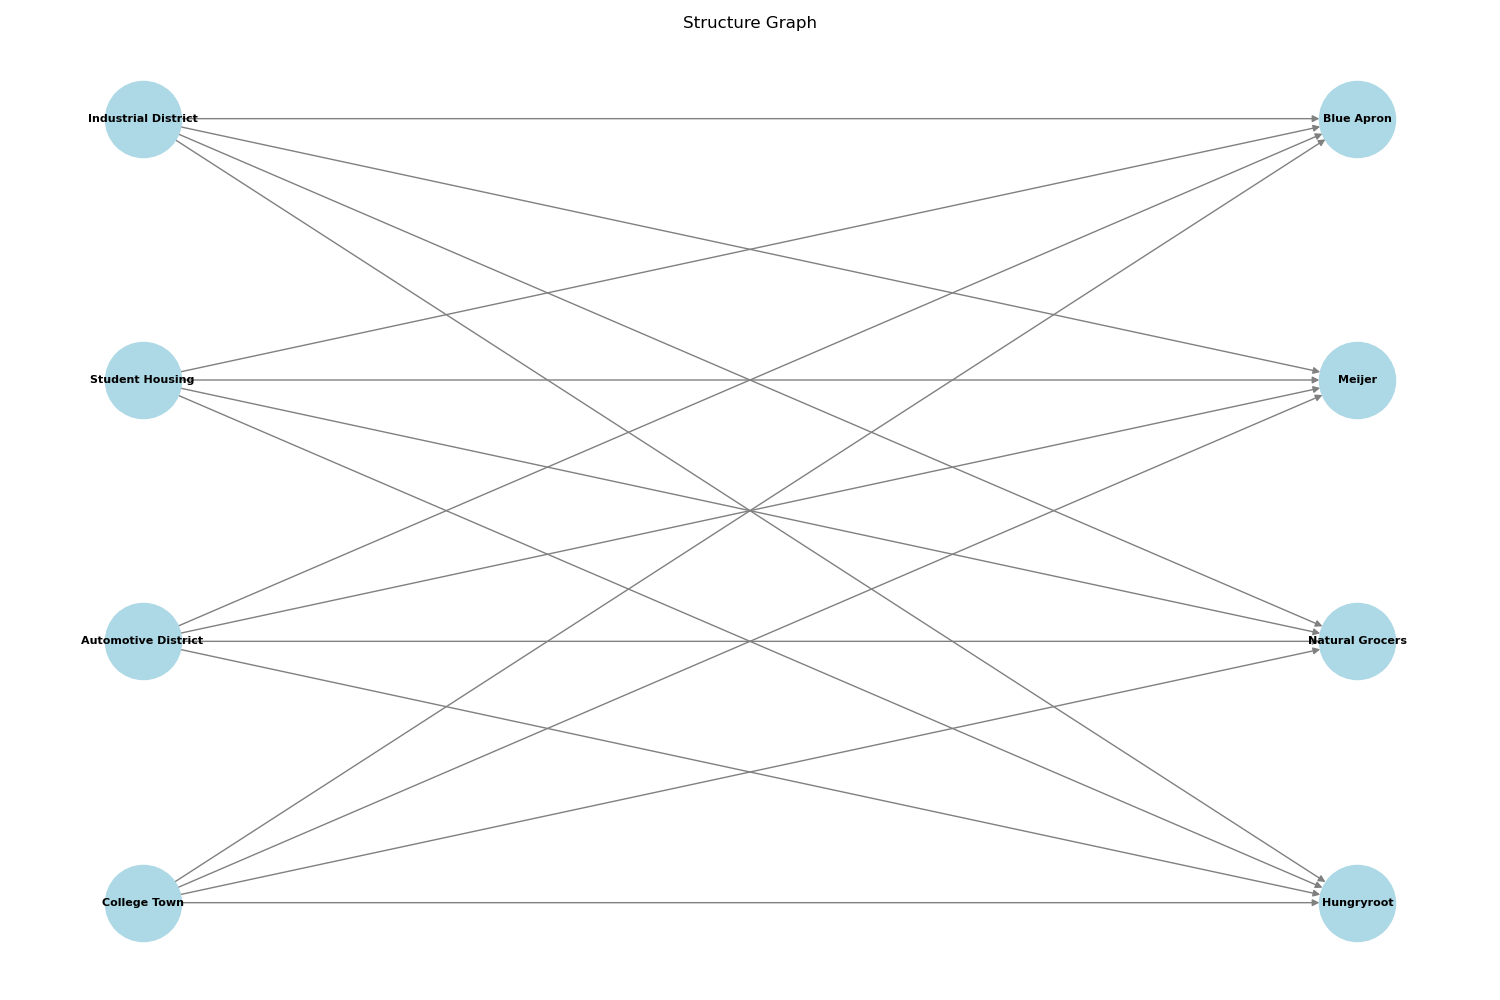 Structure Graph
Industrial District
Blue Apron
Student Housing
Meijer
Automotive District
Natural Grocers
College Town
Hungryroot